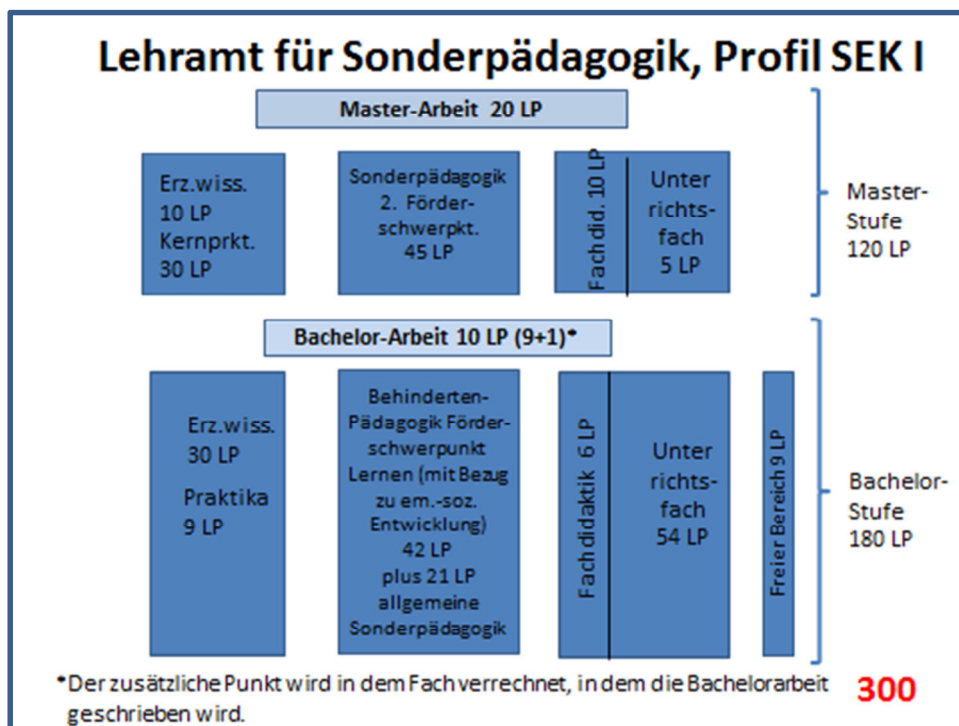 Lehramt für Sonderpädagogik, Profil SEK I
Master-Arbeit 20 LP
Erz.wiss.
10 LP
Kernprkt.
30 LP
Sonderpädagogik
2. Förder-
schwerpkt.
45 LP
Fachdid. 10 LP
Unter
richts-
fach
5 LP
Master-
Stufe
120 LP
Bachelor-Arbeit 10 LP (9+1)*
Erz.wiss.
30 LP
Praktika
9 LP
Behinderten-
Pädagogik Förder-
schwerpunkt
Lernen (mit Bezug
zu em.-soz.
Entwicklung)
42 LP
plus 21 LP
allgemeine
Sonderpädagogik
Fachdidaktik 6 LP
Unter
richts-
fach
54 LP
Freier Bereich 9 LP
Bachelor-
Stufe
180 LP
*Der zusätzliche Punkt wird in dem Fach verrechnet, in dem die Bachelorarbeit
geschrieben wird.
300